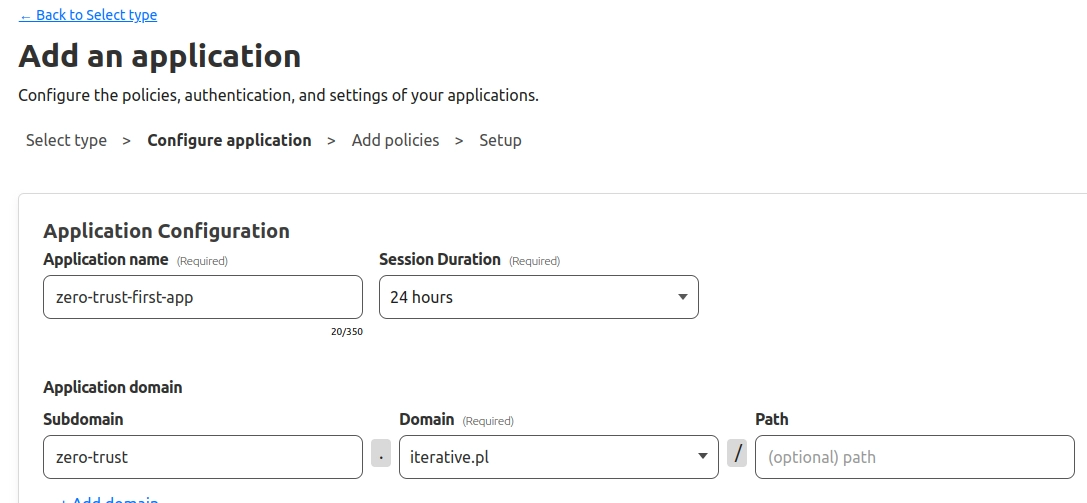 ← Back to Select type
Add an application
Configure the policies, authentication, and settings of your applications.
Select type > Configure application > Add policies > Setup
Application Configuration
Application name (Required) Session Duration (Required)
zero-trust-first-app 24 hours
20/350
Application domain
Subdomain Domain (Required) Path
zero-trust . iterative.pl / (optional) path
+ Add domain